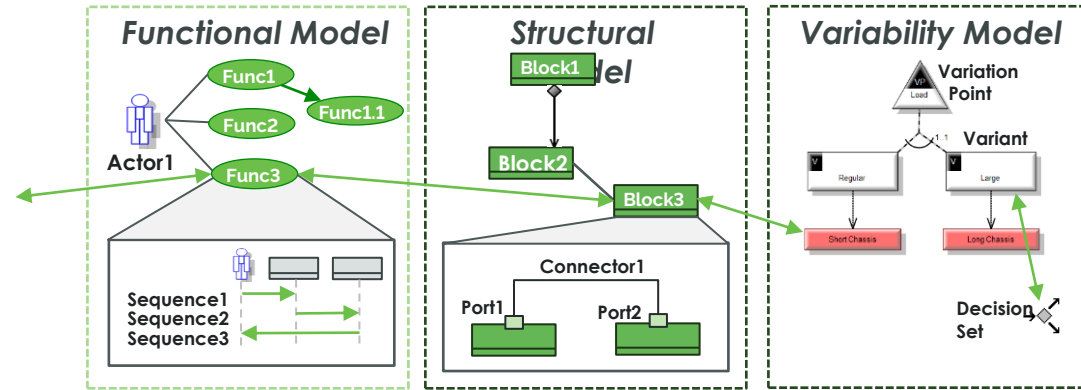 Functional Model
Func1
Func1.1
Func2
Actor1
Func3
Sequence1
Sequence2
Sequence3
Structural
Block1
Block2
Block3
Connector1
Port1
Port2
Variability Model
VP
Load
Variation
Point
1..1
Variant
V
Regular
V
Large
Short Chassis
Long Chassis
Decision
Set